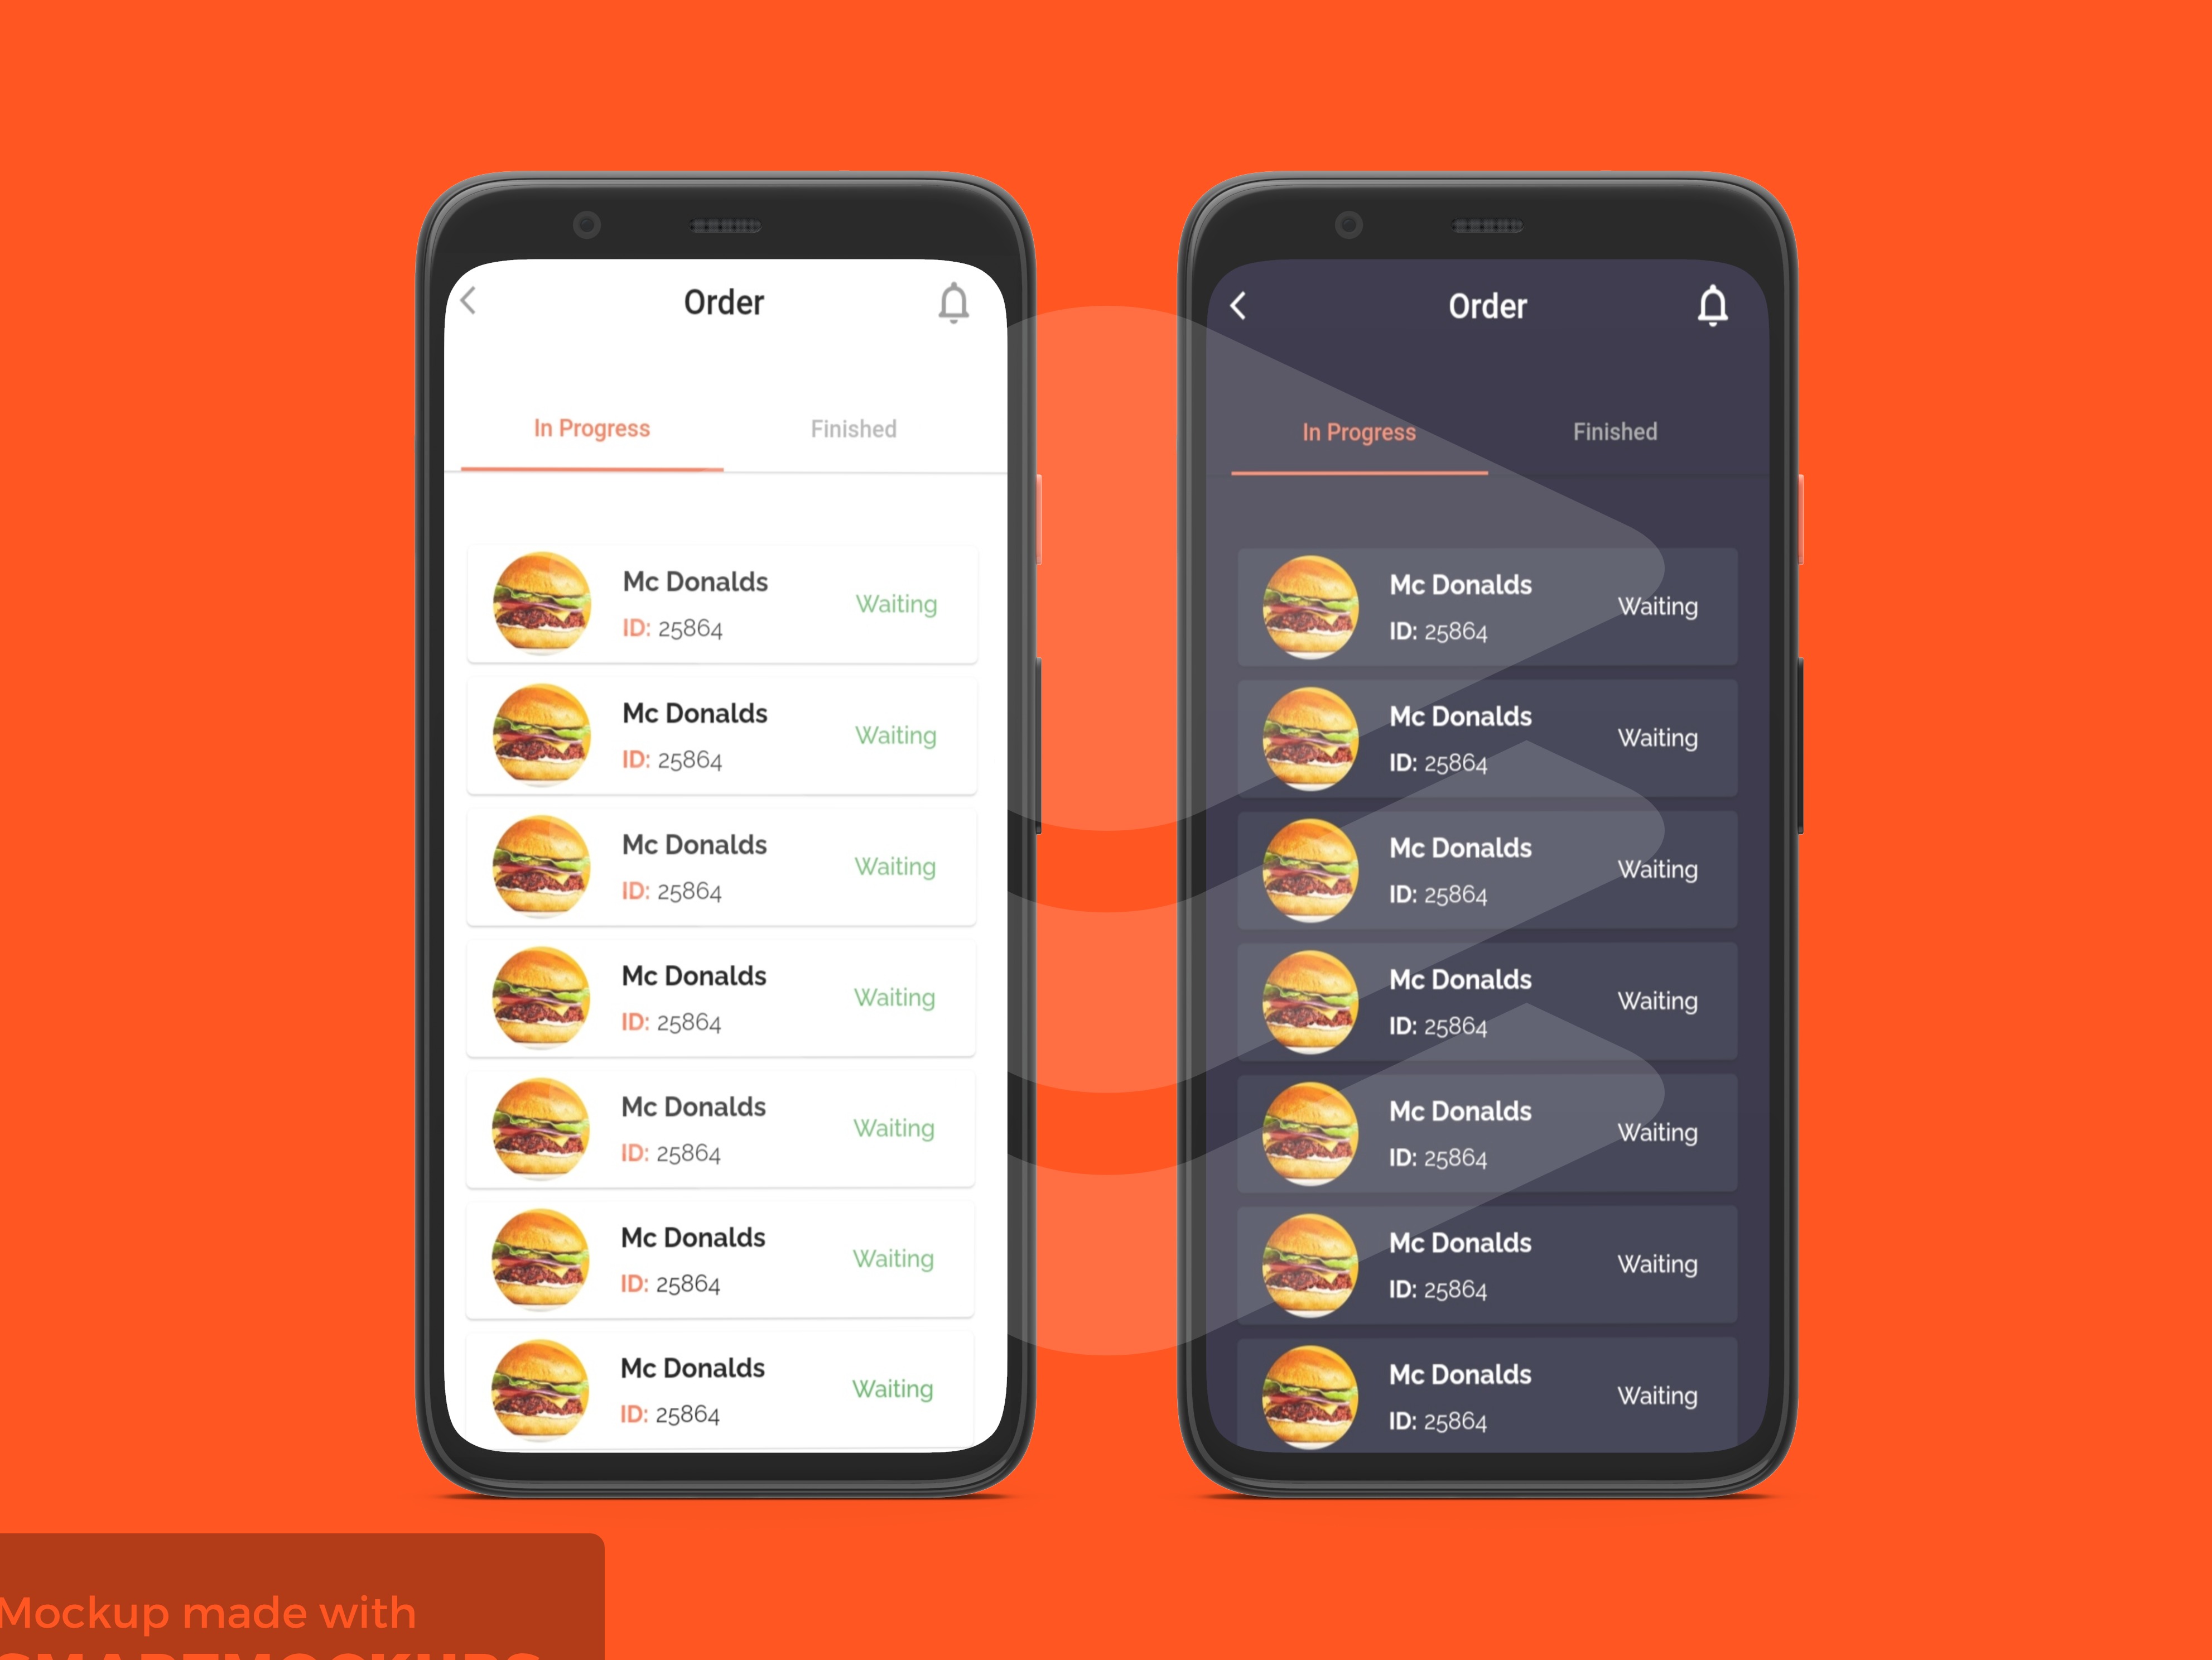 Order
In Progress Finished
Mc Donalds
ID: 25864
Waiting
Mc Donalds
ID: 25864
Waiting
Mc Donalds
ID: 25864
Waiting
Mc Donalds
ID: 25864
Waiting
Mc Donalds
ID: 25864
Waiting
Mc Donalds
ID: 25864
Waiting
Mc Donalds
ID: 25864
Waiting
Order
In Progress Finished
Mc Donalds
ID: 25864
Waiting
Mc Donalds
ID: 25864
Waiting
Mc Donalds
ID: 25864
Waiting
Mc Donalds
ID: 25864
Waiting
Mc Donalds
ID: 25864
Waiting
Mc Donalds
ID: 25864
Waiting
Mc Donalds
ID: 25864
Waiting
Mockup made with
SMARTMOCKUPS